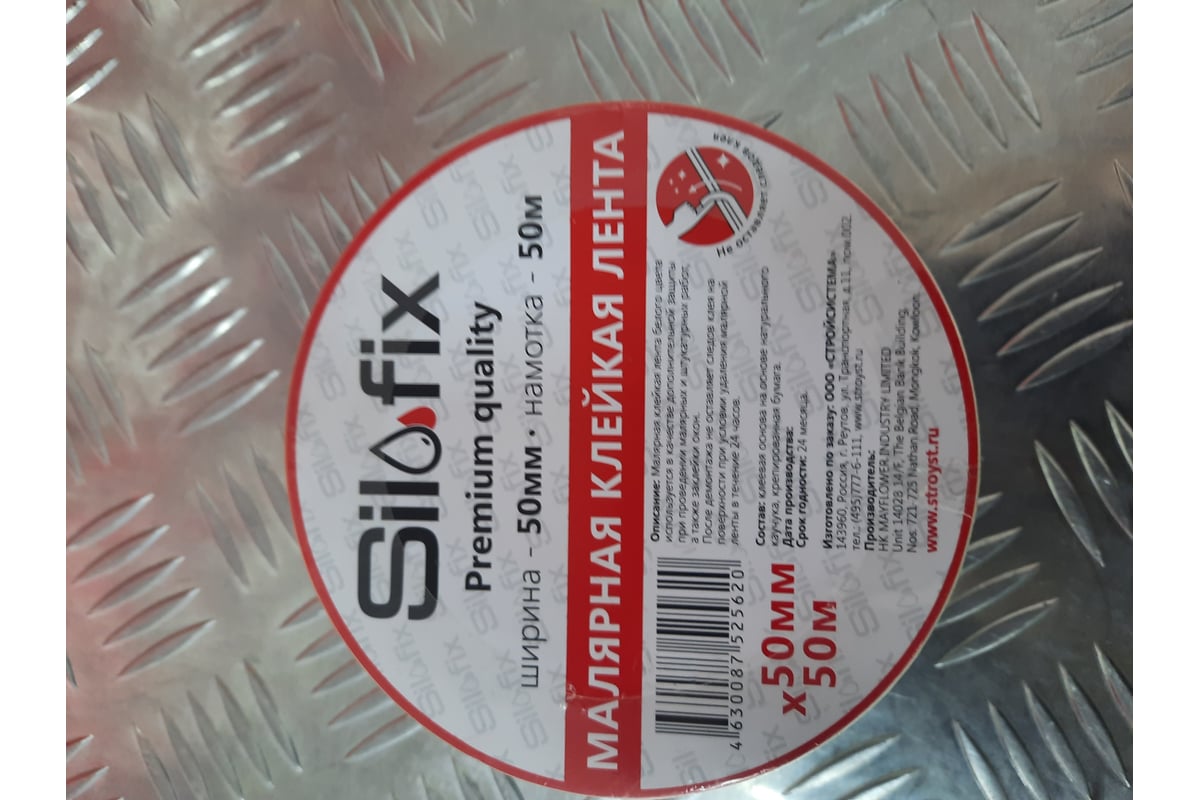 Silofix
Premium quality
ширина - 50мм • намотка - 50м
МАЛЯРНАЯ КЛЕЙКАЯ ЛЕНТА
4 630087 525620
х50мм
50м
Описание: Малярная клейкая лента белого цвета
используется в качестве дополнительной защиты
при проведении малярных и штукатурных работ,
а также заклейки окон.
После демонтажа не оставляет следов клея на
поверхности при условии удаления малярной
ленты в течение 24 часов.
Состав: клеевая основа на основе натурального
каучука, крепированная бумага.
Дата производства:
Срок годности: 24 месяца.
Изготовлено по заказу: ООО «СТРОЙСИСТЕМА»
143960, Россия, г. Реутов, ул. Транспортная, д.11, пом.002.
тел.: (495)777-6-111, www.stroyst.ru
Производитель:
HK MAYFLOWER INDUSTRY LIMITED
Unit 1402B 14/F, The Belgian Bank Building,
Nos 721-725 Nathan Road, Mongkok, Kowloon.
www.stroyst.ru
Не оставляет следов